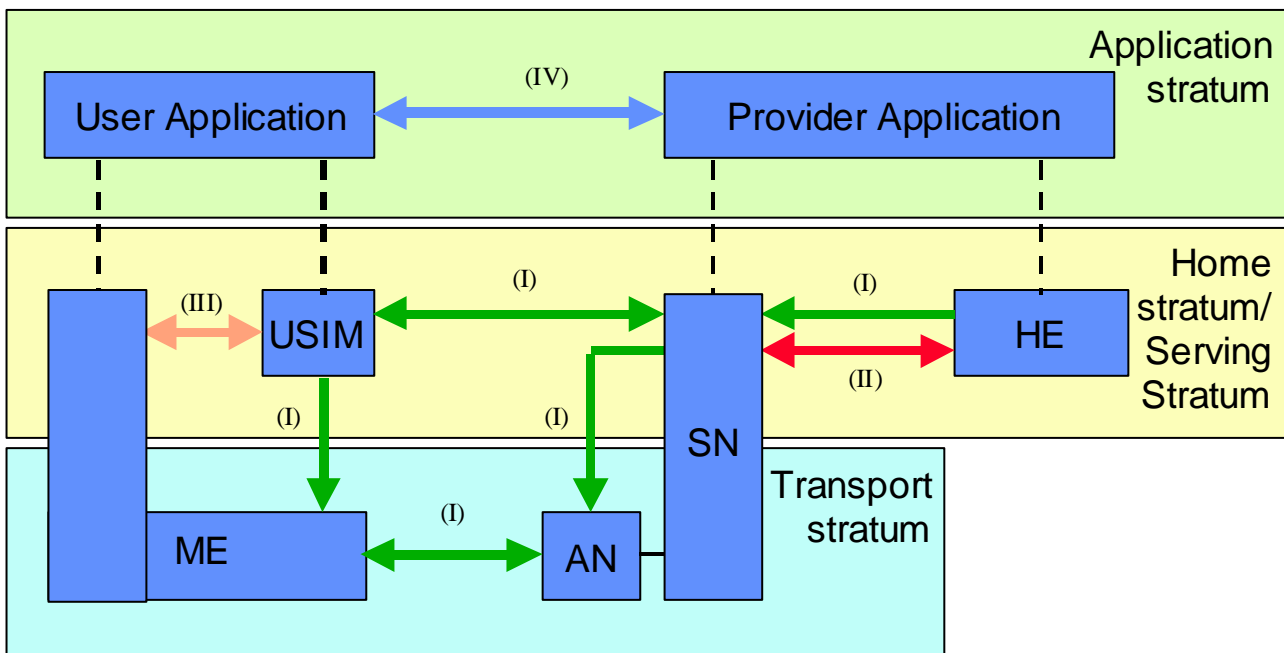 Application
stratum
(IV)
User Application
Provider Application
Home
stratum/
Serving
Stratum
(I)
(I)
(III)
USIM
HE
(II)
(I)
(I)
SN
Transport
stratum
(I)
ME
AN